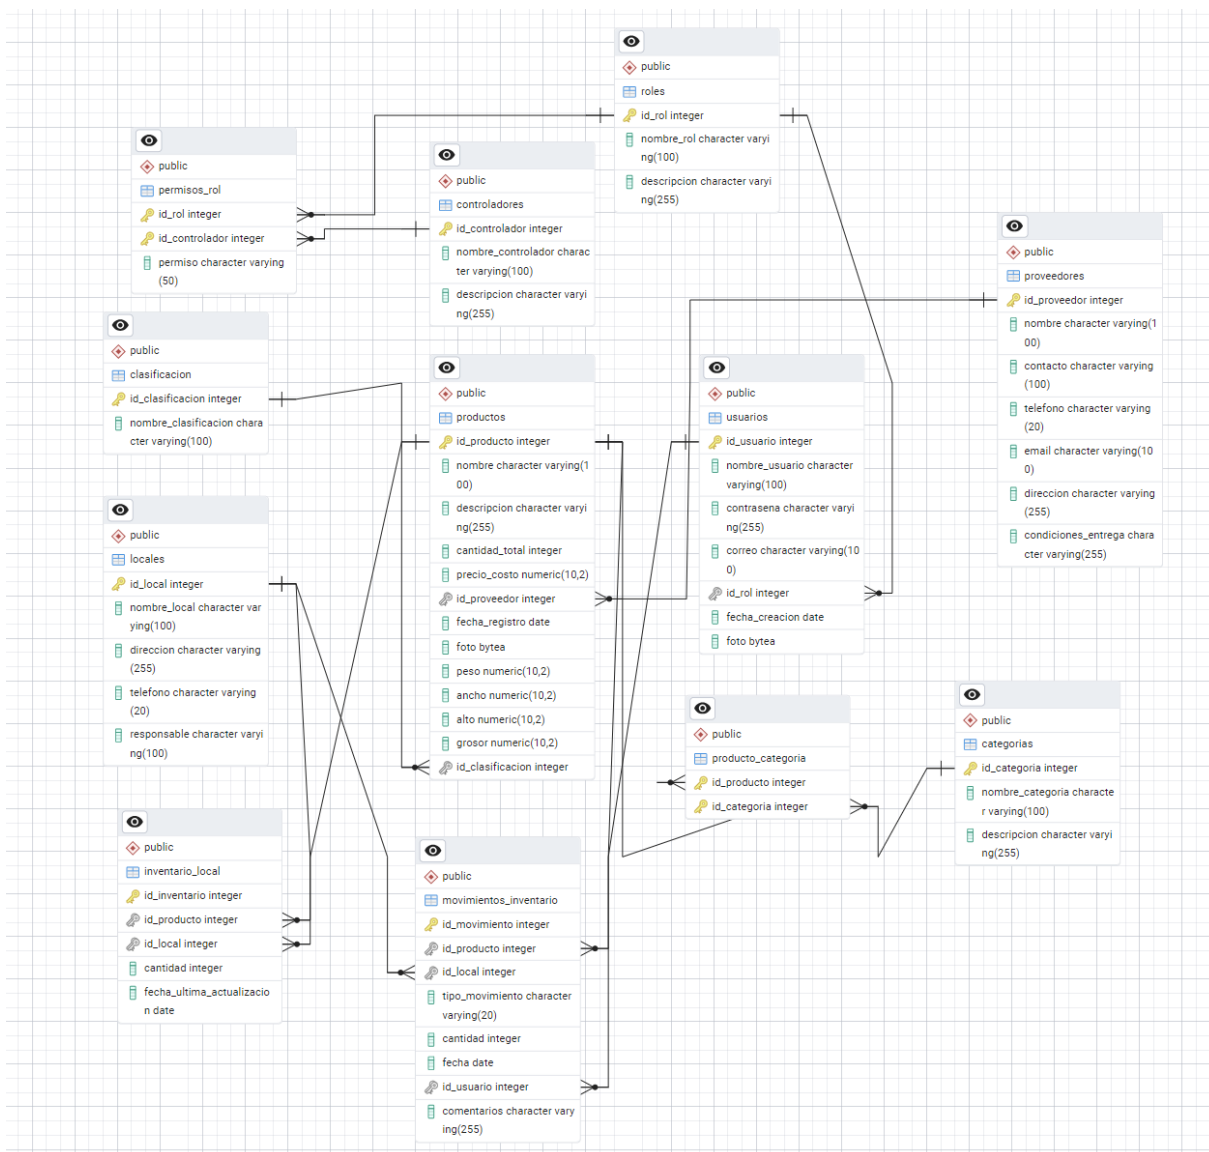 public
roles
id_rol integer
nombre_rol character varyi
ng(100)
descripcion character varyi
ng(255)
public
permisos_rol
id_rol integer
id_controlador integer
permiso character varying
(50)
public
controladores
id_controlador integer
nombre_controlador charac
ter varying(100)
descripcion character varyi
ng(255)
public
proveedores
id_proveedor integer
nombre character varying(1
00)
contacto character varying
(100)
telefono character varying
(20)
email character varying(10
0)
direccion character varying
(255)
condiciones_entrega chara
cter varying(255)
public
clasificacion
id_clasificacion integer
nombre_clasificacion chara
cter varying(100)
public
productos
id_producto integer
nombre character varying(1
00)
descripcion character varyi
ng(255)
cantidad_total integer
precio_costo numeric(10,2)
id_proveedor integer
fecha_registro date
foto bytea
peso numeric(10,2)
ancho numeric(10,2)
alto numeric(10,2)
grosor numeric(10,2)
id_clasificacion integer
public
usuarios
id_usuario integer
nombre_usuario character
varying(100)
contrasena character varyi
ng(255)
correo character varying(10
0)
id_rol integer
fecha_creacion date
foto bytea
public
locales
id_local integer
nombre_local character var
ying(100)
direccion character varying
(255)
telefono character varying
(20)
responsable character varyi
ng(100)
public
producto_categoria
id_producto integer
id_categoria integer
public
categorias
id_categoria integer
nombre_categoria characte
r varying(100)
descripcion character varyi
ng(255)
public
inventario_local
id_inventario integer
id_producto integer
id_local integer
cantidad integer
fecha_ultima_actualizacio
n date
public
movimientos_inventario
id_movimiento integer
id_producto integer
id_local integer
tipo_movimiento character
varying(20)
cantidad integer
fecha date
id_usuario integer
comentarios character vary
ing(255)